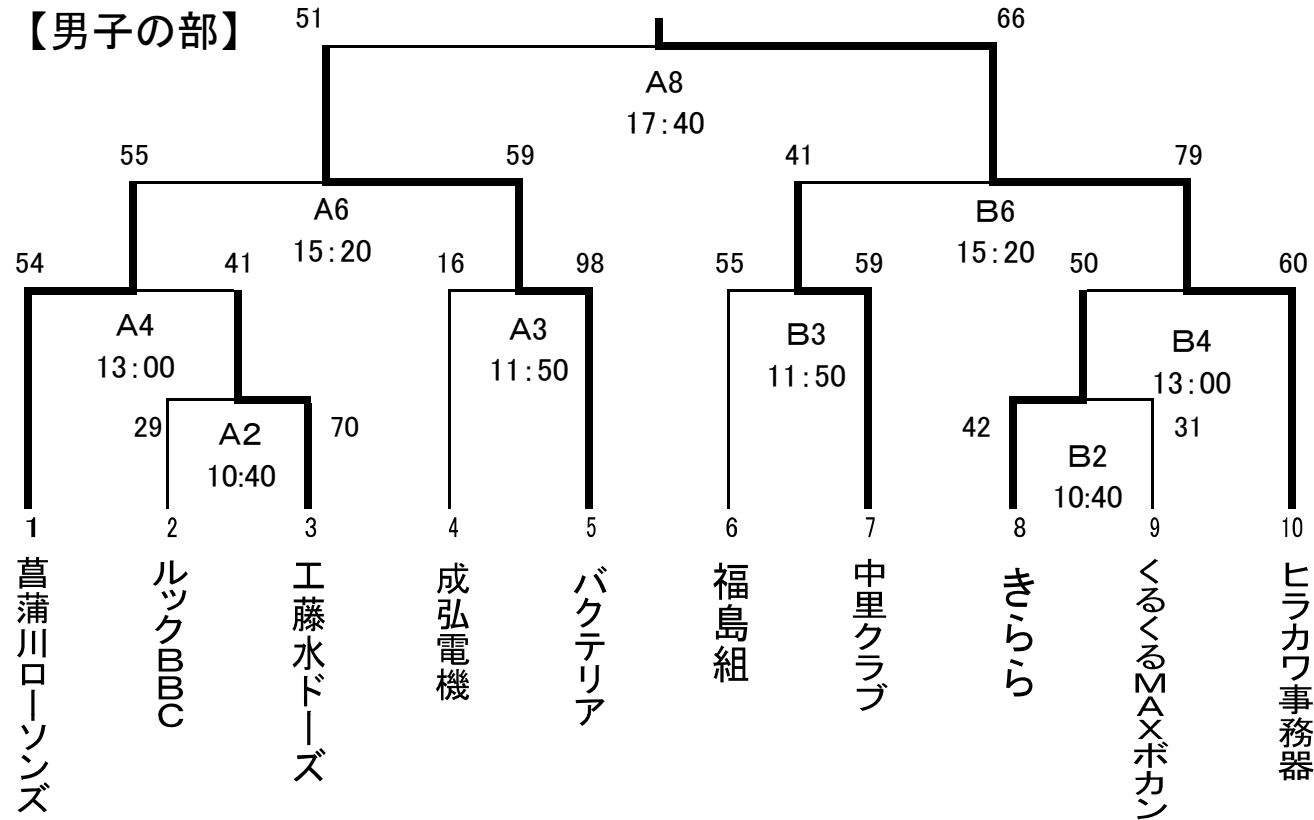 【男子の部】
51
66
A8
17:40
55
59
41
79
A6
15:20
B6
15:20
54
41
16
98
55
59
50
60
A4
13:00
A3
11:50
B3
11:50
B4
13:00
29
A2
10:40
70
42
B2
10:40
31
1
2
3
4
5
6
7
8
9
10
菖蒲川ローソンズ
ルックBBC
工藤水ドーズ
成弘電機
バクテリア
福島組
中里クラブ
きらら
くるくるMAXボカン
ヒラカワ事務器